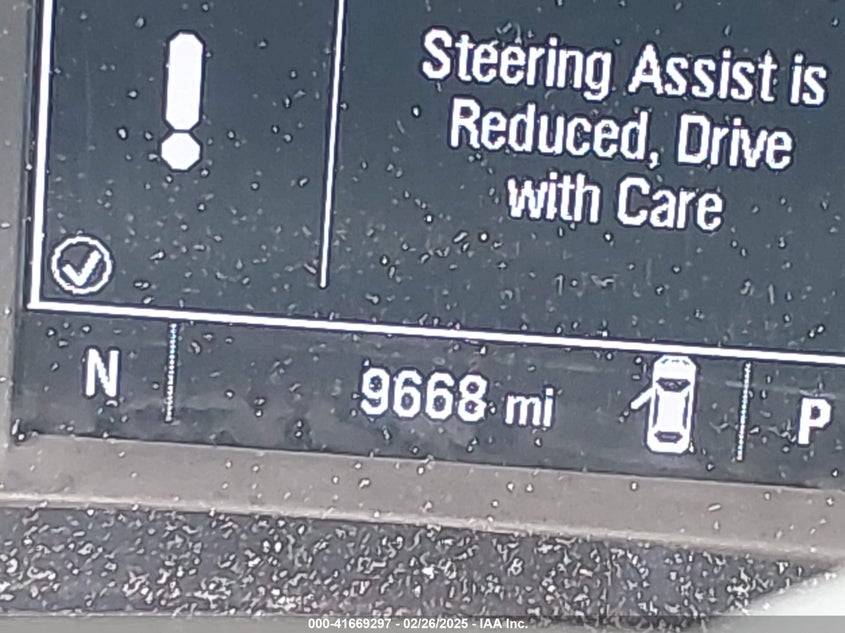 Steering Assist is
Reduced, Drive
with Care
N
9668 mi
P
000-41669297 - 02/26/2025 - IAA Inc.